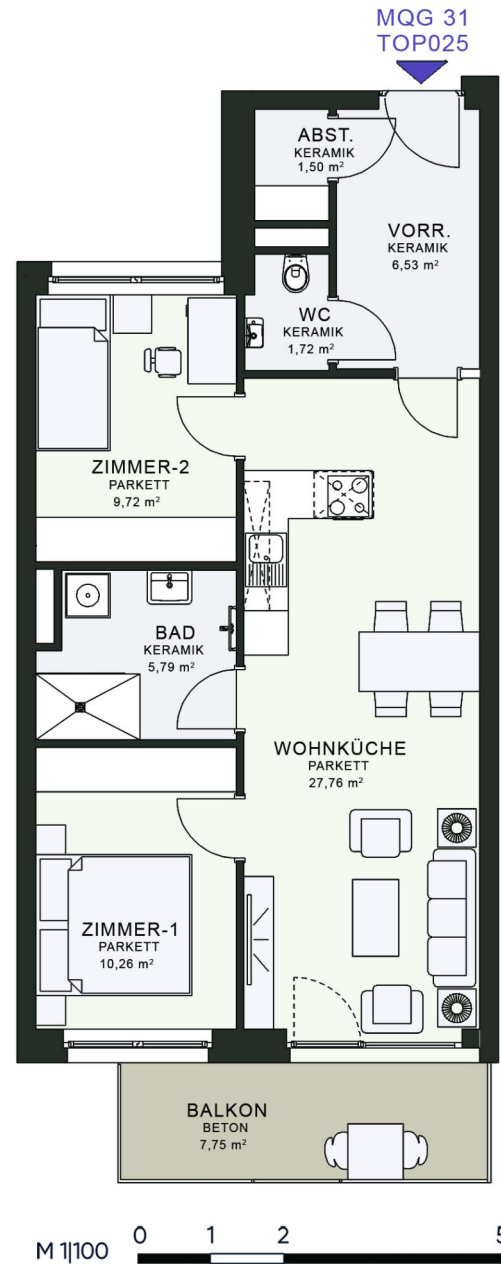 MQG 31
TOP025
ABST.
KERAMIK
1,50 m²
VORR.
KERAMIK
6,53 m²
WC
KERAMIK
1,72 m²
ZIMMER-2
PARKETT
9,72 m²
BAD
KERAMIK
5,79 m²
WOHNKÜCHE
PARKETT
27,76 m²
ZIMMER-1
PARKETT
10,26 m²
BALKON
BETON
7,75 m²
M 1|100 0 1 2 5